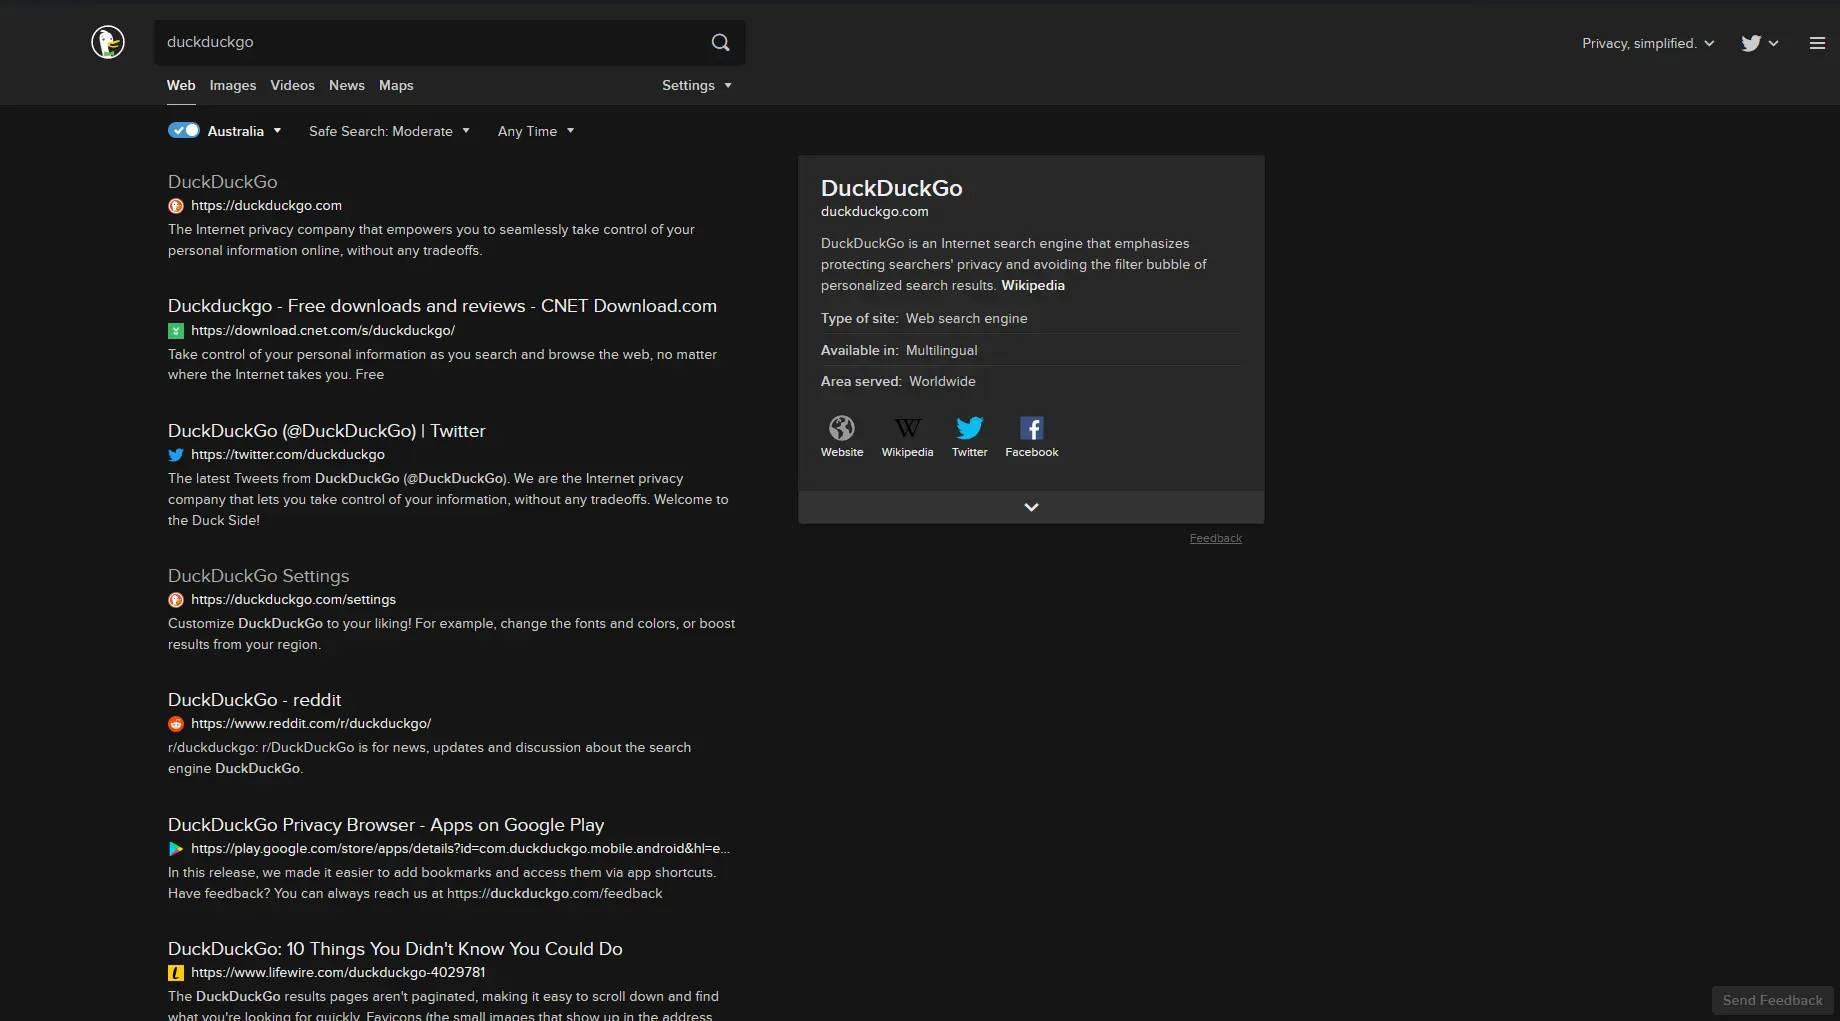 duckduckgo
Privacy, simplified.
Web Images Videos News Maps Settings
Australia Safe Search: Moderate Any Time
DuckDuckGo
https://duckduckgo.com
The Internet privacy company that empowers you to seamlessly take control of your
personal information online, without any tradeoffs.
Duckduckgo - Free downloads and reviews - CNET Download.com
https://download.cnet.com/s/duckduckgo/
Take control of your personal information as you search and browse the web, no matter
where the Internet takes you. Free
DuckDuckGo (@DuckDuckGo) | Twitter
https://twitter.com/duckduckgo
The latest Tweets from DuckDuckGo (@DuckDuckGo). We are the Internet privacy
company that lets you take control of your information, without any tradeoffs. Welcome to
the Duck Side!
DuckDuckGo Settings
https://duckduckgo.com/settings
Customize DuckDuckGo to your liking! For example, change the fonts and colors, or boost
results from your region.
DuckDuckGo - reddit
https://www.reddit.com/r/duckduckgo/
r/duckduckgo: r/DuckDuckGo is for news, updates and discussion about the search
engine DuckDuckGo.
DuckDuckGo Privacy Browser - Apps on Google Play
https://play.google.com/store/apps/details?id=com.duckduckgo.mobile.android&hl=e...
In this release, we made it easier to add bookmarks and access them via app shortcuts.
Have feedback? You can always reach us at https://duckduckgo.com/feedback
DuckDuckGo: 10 Things You Didn't Know You Could Do
https://www.lifewire.com/duckduckgo-4029781
The DuckDuckGo results pages aren't paginated, making it easy to scroll down and find
what you're looking for quickly. Favicons (the small images that show up in the address
DuckDuckGo
duckduckgo.com
DuckDuckGo is an Internet search engine that emphasizes
protecting searchers' privacy and avoiding the filter bubble of
personalized search results. Wikipedia
Type of site: Web search engine
Available in: Multilingual
Area served: Worldwide
W
f
Website Wikipedia Twitter Facebook
Feedback
Send Feedback